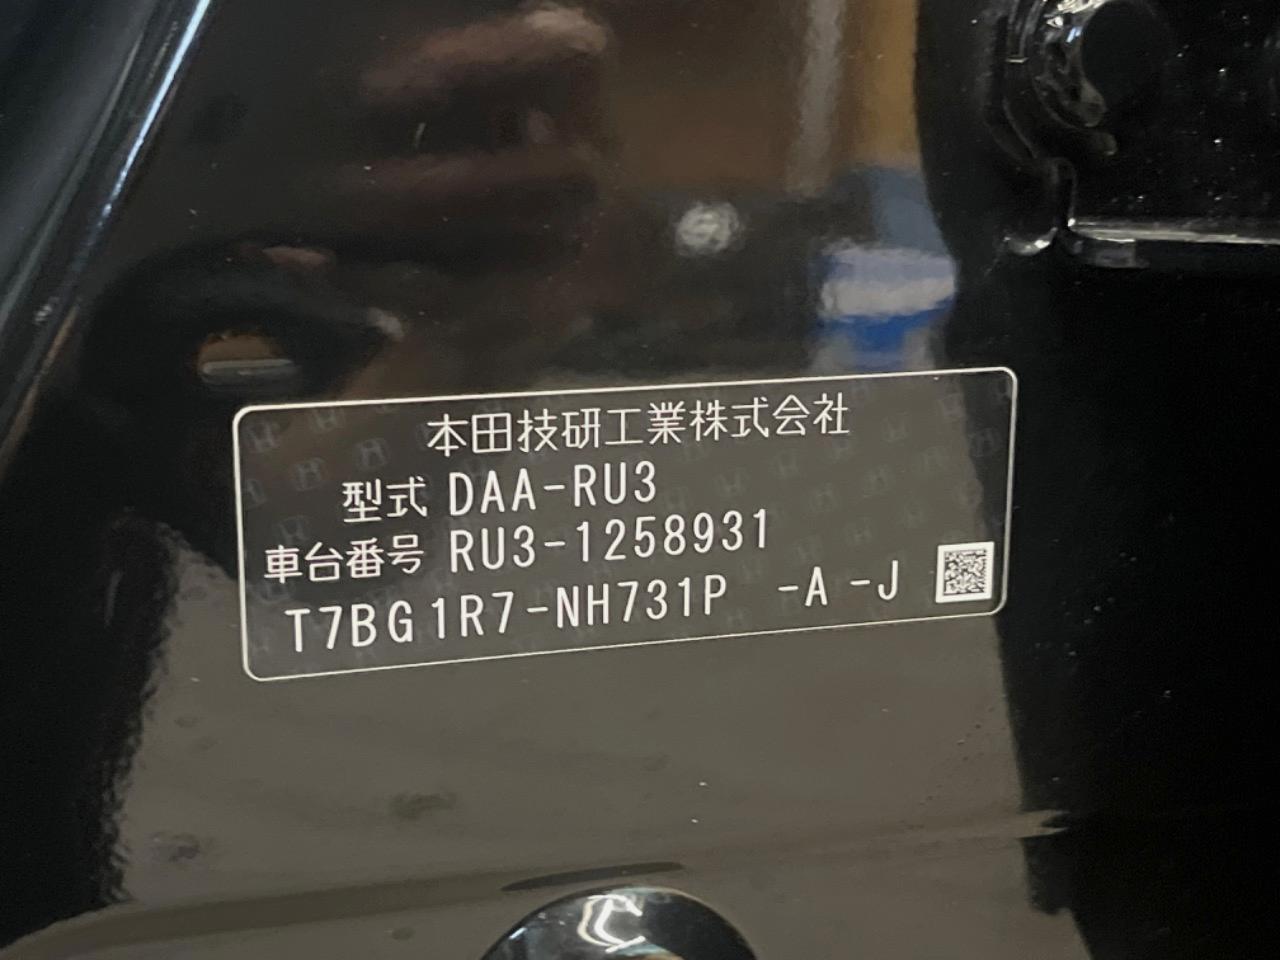 本田技研工業株式会社
型式 DAA-RU3
車台番号 RU3-1258931
T7BG1R7-NH731P -A -J